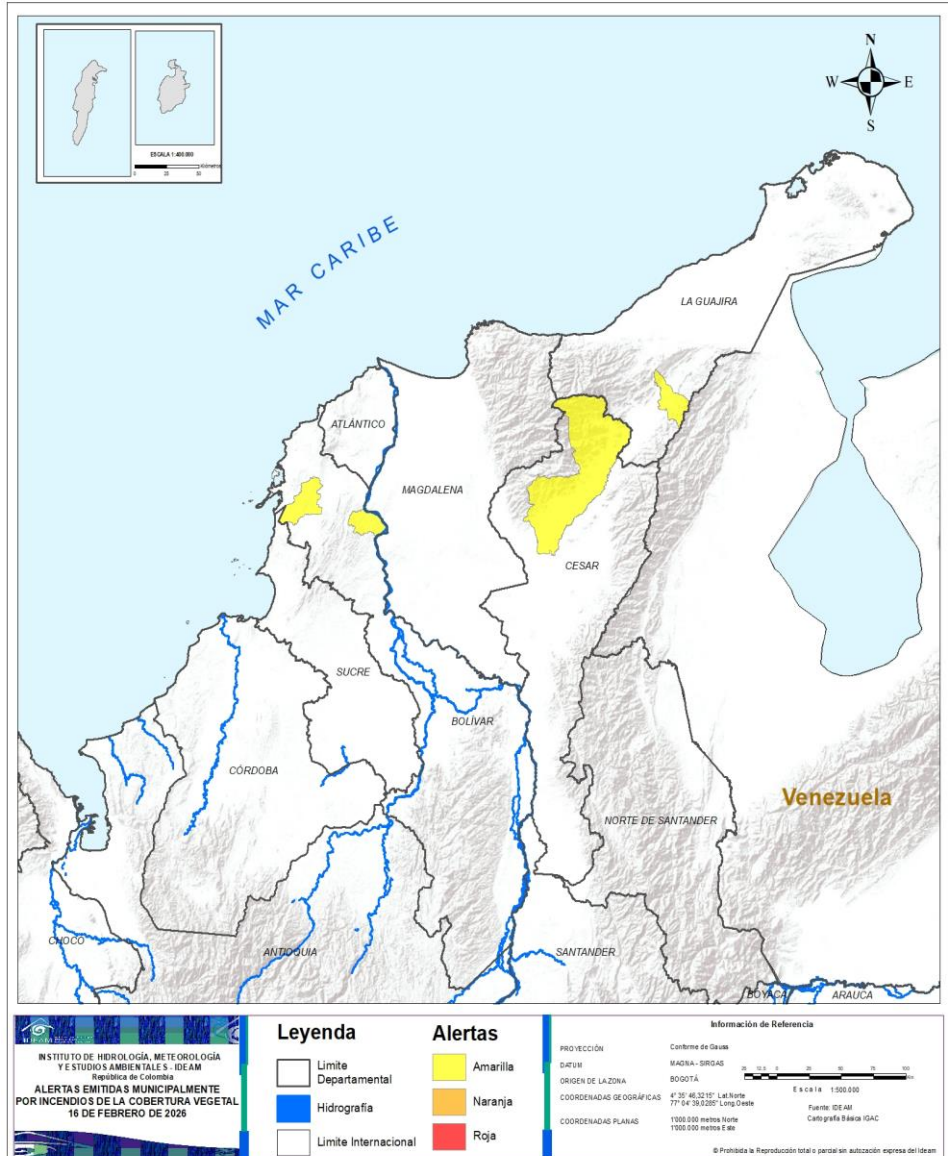 ESCALA 1:400.000
N
W
E
S
MAR CARIBE
LA GUAJIRA
ATLÁNTICO
MAGDALENA
CESAR
SUCRE
BOLÍVAR
CÓRDOBA
Venezuela
NORTE DE SANTANDER
CHOCÓ
ANTIOQUIA
SANTANDER
BOYACÁ
ARAUCA
INSTITUTO DE HIDROLOGÍA, METEOROLOGÍA
Y ESTUDIOS AMBIENTALES - IDEAM
República de Colombia
ALERTAS EMITIDAS MUNICIPALMENTE
POR INCENDIOS DE LA COBERTURA VEGETAL
16 DE FEBRERO DE 2026
Leyenda
Limite
Departamental
Hidrografía
Limite Internacional
Alertas
Amarilla
Naranja
Roja
Información de Referencia
PROYECCIÓN Conforme de Gauss
DATUM MAGNA - SIRGAS
ORIGEN DE LA ZONA BOGOTÁ
COORDENADAS GEOGRÁFICAS 4° 35' 46,3215" Lat.Norte
77° 04' 39,0285" Long.Oeste
COORDENADAS PLANAS 1'000.000 metros Norte
1'000.000 metros Este
Escala 1:500.000
Fuente: IDEAM
Cartografía Básica IGAC
© Prohibida la Reproducción total o parcial sin autozación expresa del Ideam